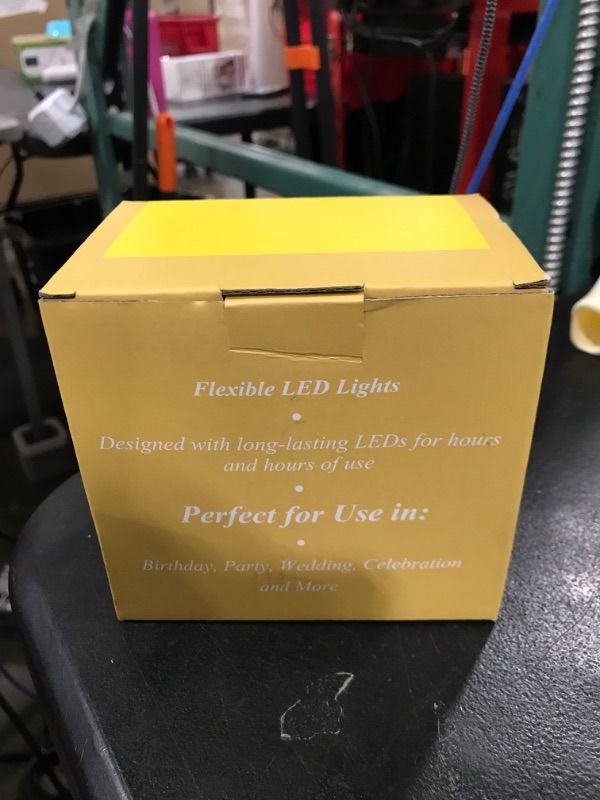 Flexible LED Lights
•
Designed with long-lasting LEDs for hours
and hours of use
•
Perfect for Use in:
•
Birthday, Party, Wedding, Celebration
and More